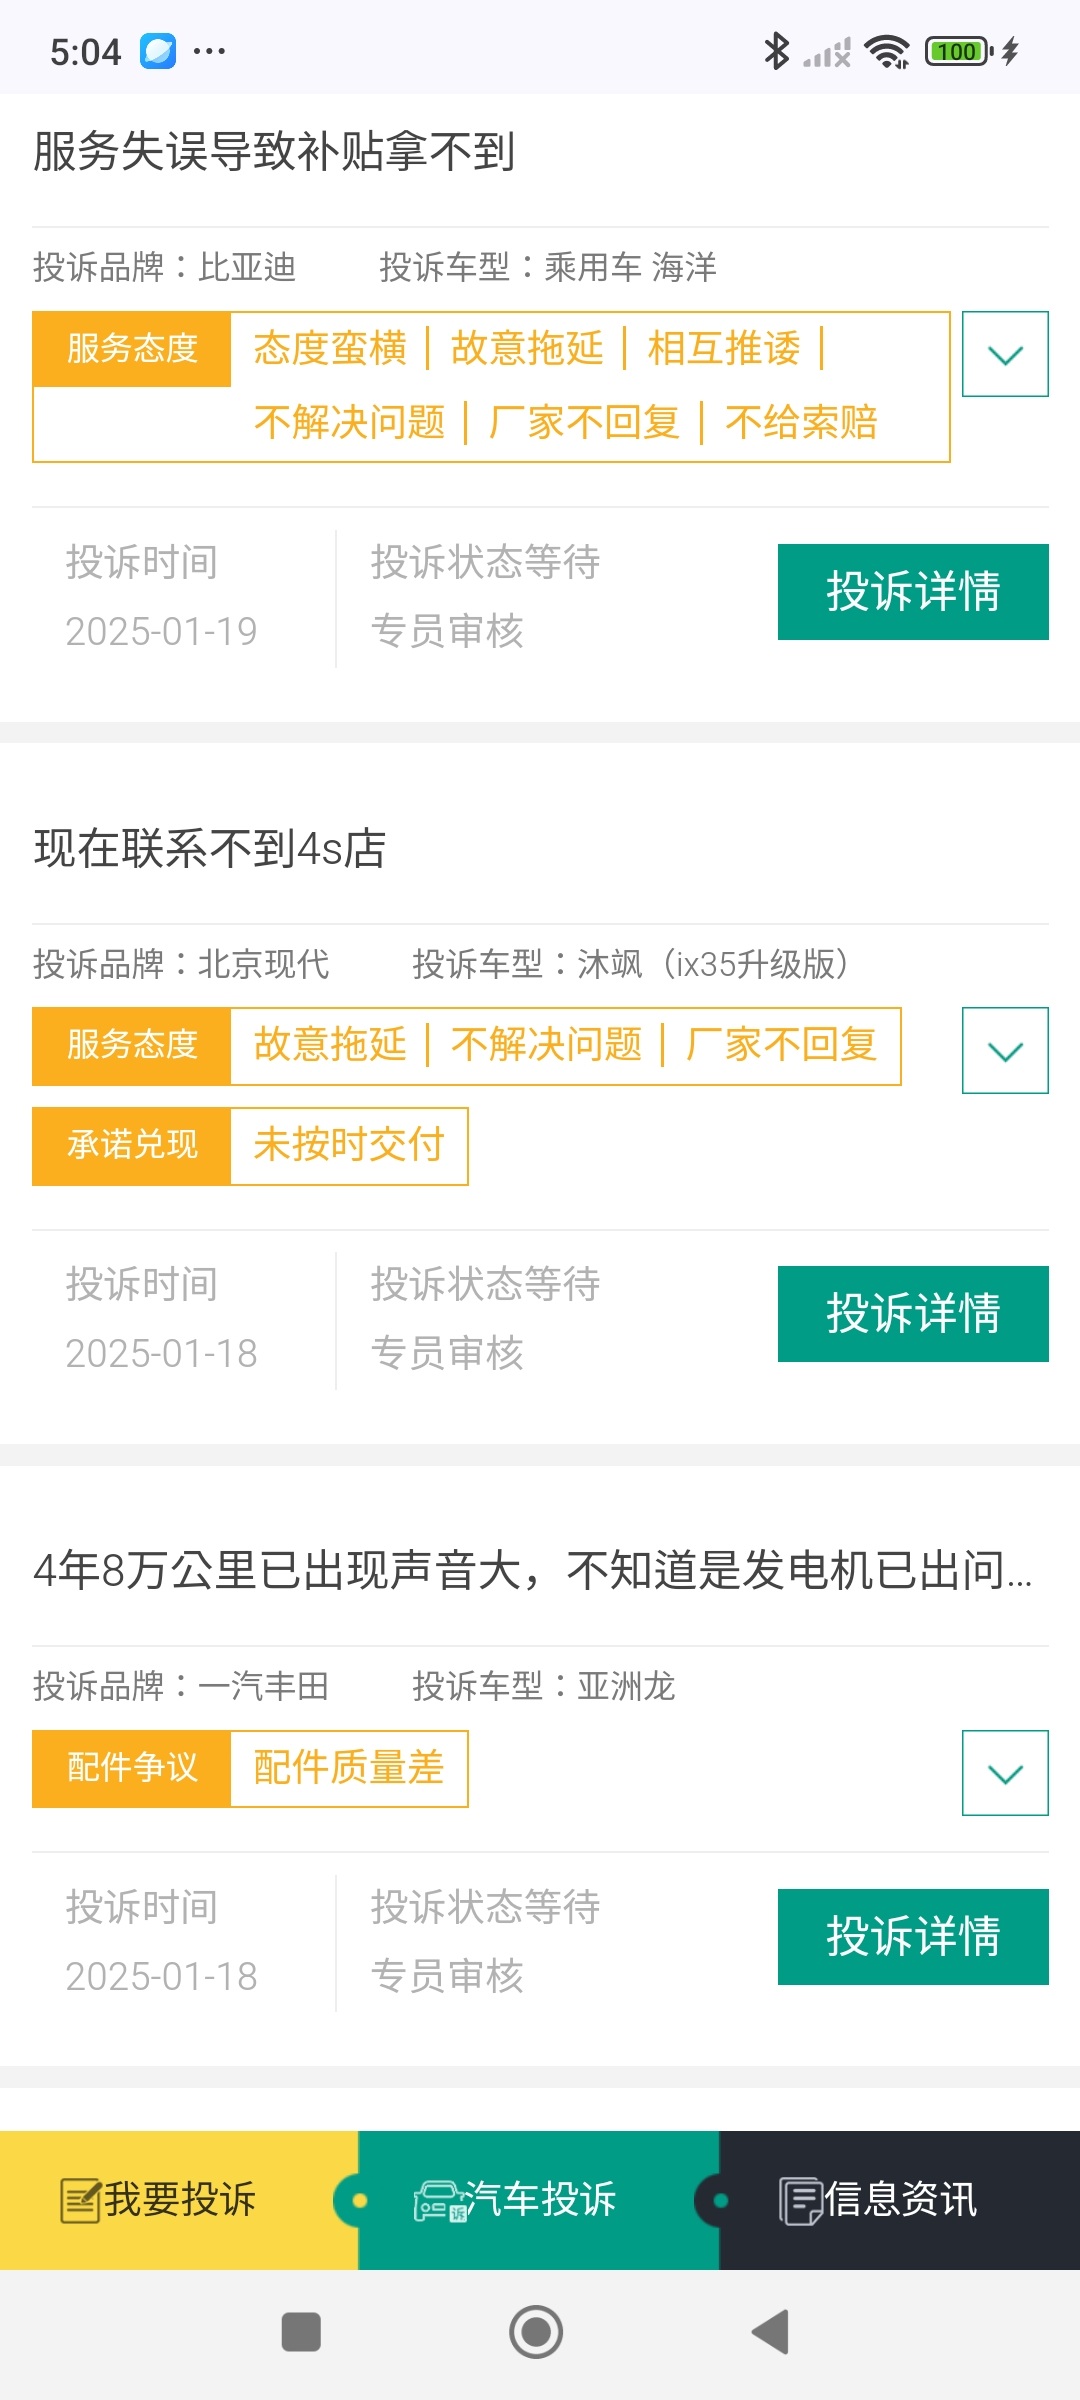 5:04
100
服务失误导致补贴拿不到
投诉品牌：比亚迪 投诉车型：乘用车 海洋
服务态度 态度蛮横 | 故意拖延 | 相互推诿 |
不解决问题 | 厂家不回复 | 不给索赔
投诉时间 投诉状态等待
2025-01-19 专员审核
投诉详情
现在联系不到4s店
投诉品牌：北京现代 投诉车型：沐飒（ix35升级版）
服务态度 故意拖延 | 不解决问题 | 厂家不回复
承诺兑现 未按时交付
投诉时间 投诉状态等待
2025-01-18 专员审核
投诉详情
4年8万公里已出现声音大，不知道是发电机已出问...
投诉品牌：一汽丰田 投诉车型：亚洲龙
配件争议 配件质量差
投诉时间 投诉状态等待
2025-01-18 专员审核
投诉详情
我要投诉 诉 汽车投诉 信息资讯